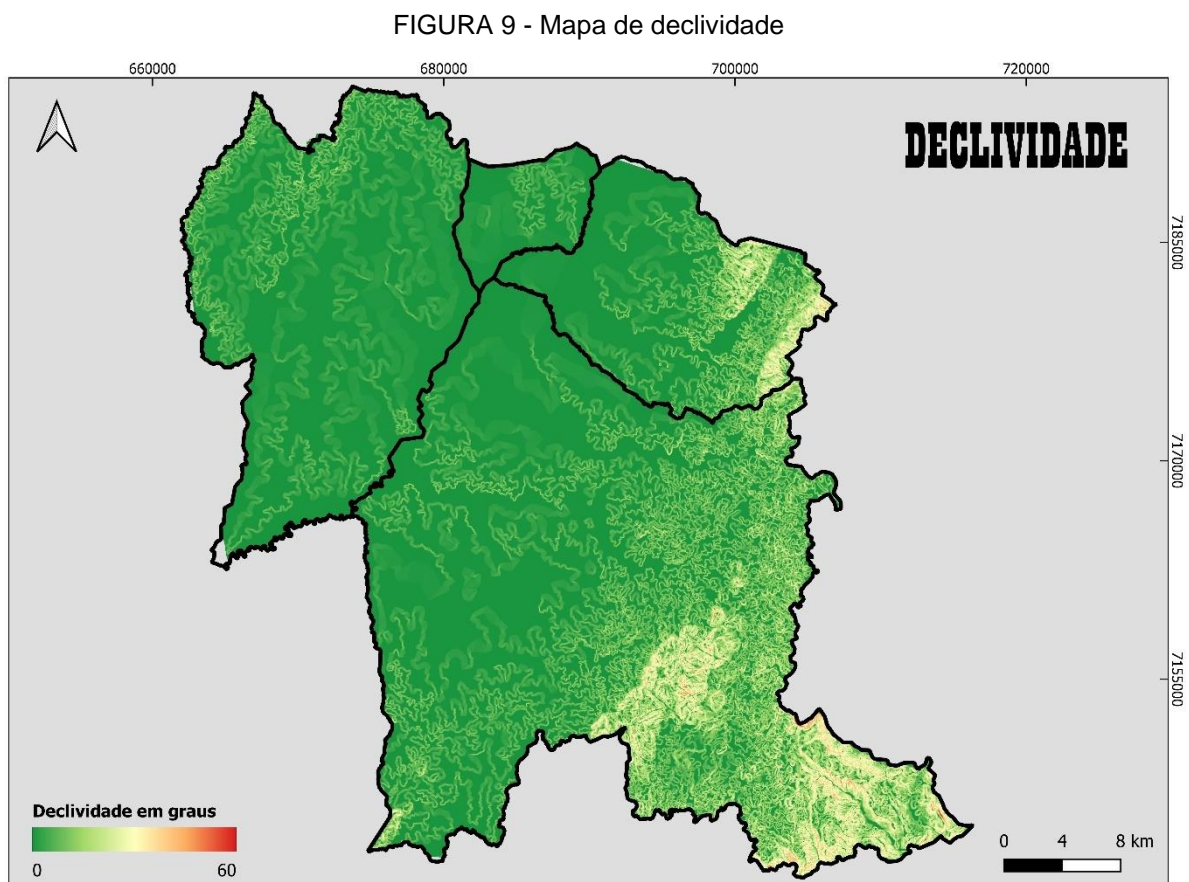 FIGURA 9 - Mapa de declividade
660000 680000 700000 720000
DECLIVIDADE
7185000
7170000
7155000
Declividade em graus
0 60
0 4 8 km